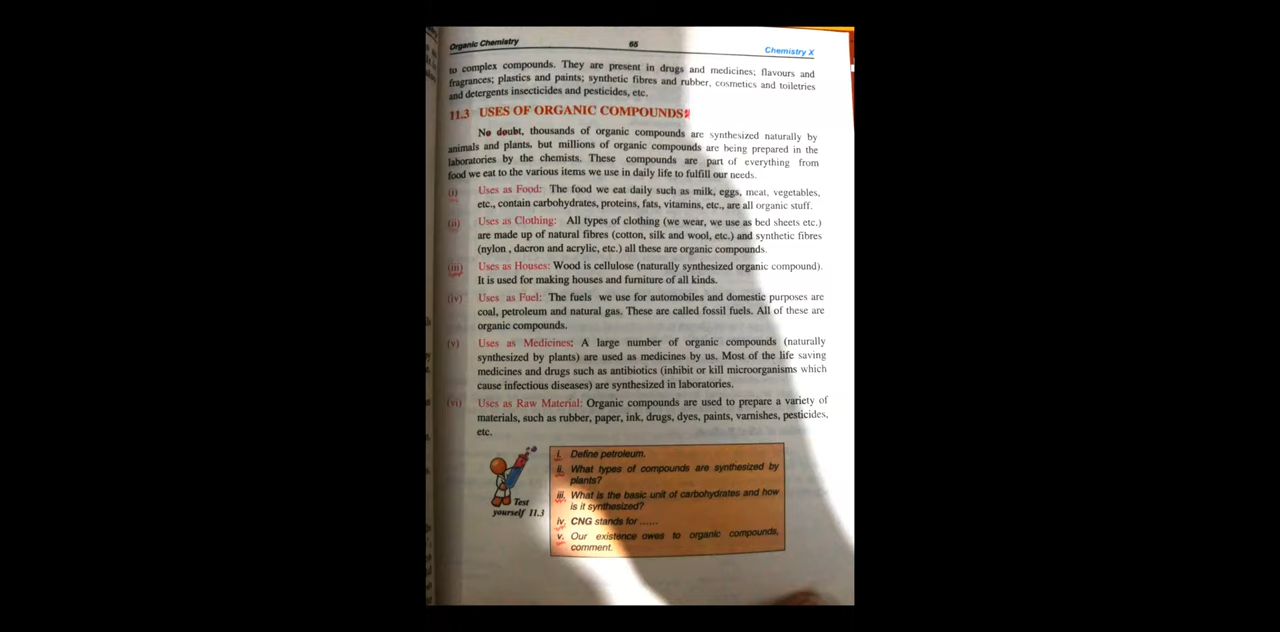 Organic Chemistry 65 Chemistry X
to complex compounds. They are present in drugs and medicines; flavours and
fragrances; plastics and paints; synthetic fibres and rubber, cosmetics and toiletries
and detergents insecticides and pesticides, etc.
11.3 USES OF ORGANIC COMPOUNDS
No doubt, thousands of organic compounds are synthesized naturally by
animals and plants, but millions of organic compounds are being prepared in the
laboratories by the chemists. These compounds are part of everything from
food we eat to the various items we use in daily life to fulfill our needs.
(i) Uses as Food: The food we eat daily such as milk, eggs, meat, vegetables,
etc., contain carbohydrates, proteins, fats, vitamins, etc., are all organic stuff.
(ii) Uses as Clothing: All types of clothing (we wear, we use as bed sheets etc.)
are made up of natural fibres (cotton, silk and wool, etc.) and synthetic fibres
(nylon , dacron and acrylic, etc.) all these are organic compounds.
(iii) Uses as Houses: Wood is cellulose (naturally synthesized organic compound).
It is used for making houses and furniture of all kinds.
(iv) Uses as Fuel: The fuels we use for automobiles and domestic purposes are
coal, petroleum and natural gas. These are called fossil fuels. All of these are
organic compounds.
(v) Uses as Medicines: A large number of organic compounds (naturally
synthesized by plants) are used as medicines by us. Most of the life saving
medicines and drugs such as antibiotics (inhibit or kill microorganisms which
cause infectious diseases) are synthesized in laboratories.
(vi) Uses as Raw Material: Organic compounds are used to prepare a variety of
materials, such as rubber, paper, ink, drugs, dyes, paints, varnishes, pesticides,
etc.
Test
yourself 11.3
i. Define petroleum.
ii. What types of compounds are synthesized by
plants?
iii. What is the basic unit of carbohydrates and how
is it synthesized?
iv. CNG stands for ......
v. Our existence owes to organic compounds,
comment.